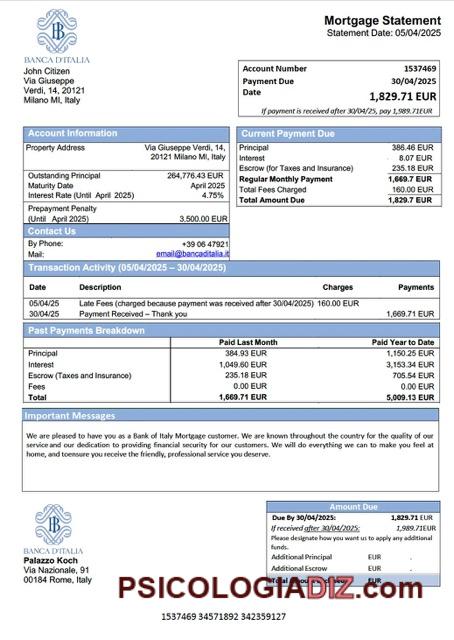 Mortgage Statement
Statement Date: 05/04/2025
BANCA D'ITALIA
John Citizen
Via Giuseppe
Verdi, 14, 20121
Milano MI, Italy
Account Number 1537469
Payment Due 30/04/2025
Date 1,829.71 EUR
If payment is received after 30/04/2025, pay 1,989.71EUR
Account Information
Property Address Via Giuseppe Verdi, 14,
20121 Milano MI, Italy
Outstanding Principal 264,776.43 EUR
Maturity Date April 2025
Interest Rate (Until April 2025) 4.75%
Prepayment Penalty
(Until April 2025) 3,500.00 EUR
Contact Us
By Phone: +39 06 47921
Mail: email@bancaditalia.it
Current Payment Due
Principal 386.46 EUR
Interest 8.07 EUR
Escrow (for Taxes and Insurance) 235.18 EUR
Regular Monthly Payment 1,669.7 EUR
Total Fees Charged 160.00 EUR
Total Amount Due 1,829.7 EUR
Transaction Activity (05/04/2025 – 30/04/2025)
Date Description Charges Payments
05/04/25 Late Fees (charged because payment was received after 30/04/2025) 160.00 EUR
30/04/25 Payment Received – Thank you 1,669.71 EUR
Past Payments Breakdown
Paid Last Month Paid Year to Date
Principal 384.93 EUR 1,150.25 EUR
Interest 1,049.60 EUR 3,153.34 EUR
Escrow (Taxes and Insurance) 235.18 EUR 705.54 EUR
Fees 0.00 EUR 0.00 EUR
Total 1,669.71 EUR 5,009.13 EUR
Important Messages
We are pleased to have you as a Bank of Italy Mortgage customer. We are known throughout the country for the quality of our
service and our dedication to providing financial security for our customers. We will do everything we can to make you feel at
home, and toensure you receive the friendly, professional service you deserve.
BANCA D'ITALIA
Palazzo Koch
Via Nazionale, 91
00184 Rome, Italy
Amount Due
Due By 30/04/2025: 1,829.71 EUR
If received after 30/04/2025: 1,989.71EUR
Please designate how you want us to apply any additional
funds.
Additional Principal EUR .
Additional Escrow EUR .
Total Amount Enclosed EUR .
PSICOLOGIADIZ.com
1537469 34571892 342359127